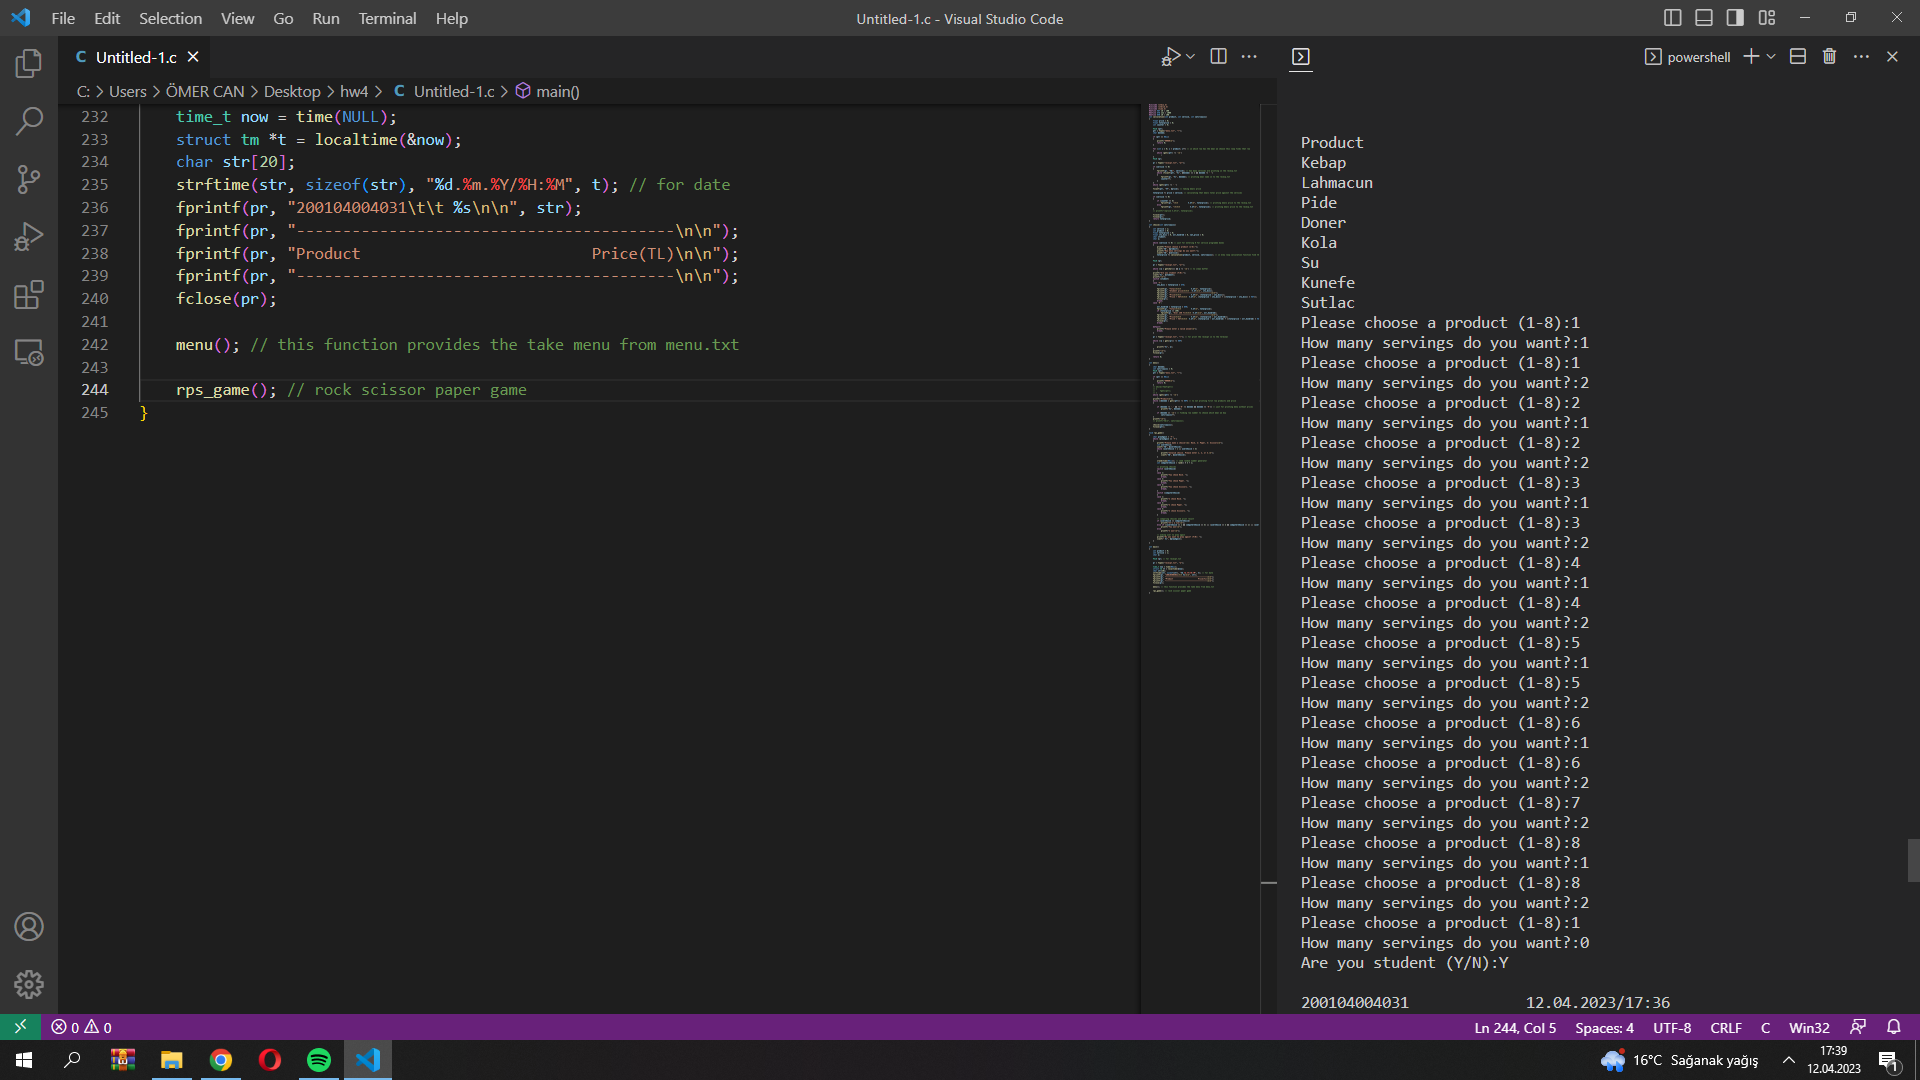 File Edit Selection View Go Run Terminal Help
Untitled-1.c - Visual Studio Code
C Untitled-1.c
powershell
C: > Users > ÖMER CAN > Desktop > hw4 > C Untitled-1.c > main()
232 time_t now = time(NULL);
233 struct tm *t = localtime(&now);
234 char str[20];
235 strftime(str, sizeof(str), "%d.%m.%Y/%H:%M", t); // for date
236 fprintf(pr, "200104004031\t\t %s\n\n", str);
237 fprintf(pr, "-----------------------------------------\n\n");
238 fprintf(pr, "Product                         Price(TL)\n\n");
239 fprintf(pr, "-----------------------------------------\n\n");
240 fclose(pr);
241
242 menu(); // this function provides the take menu from menu.txt
243
244 rps_game(); // rock scissor paper game
245 }
Product
Kebap
Lahmacun
Pide
Doner
Kola
Su
Kunefe
Sutlac
Please choose a product (1-8):1
How many servings do you want?:1
Please choose a product (1-8):1
How many servings do you want?:2
Please choose a product (1-8):2
How many servings do you want?:1
Please choose a product (1-8):2
How many servings do you want?:2
Please choose a product (1-8):3
How many servings do you want?:1
Please choose a product (1-8):3
How many servings do you want?:2
Please choose a product (1-8):4
How many servings do you want?:1
Please choose a product (1-8):4
How many servings do you want?:2
Please choose a product (1-8):5
How many servings do you want?:1
Please choose a product (1-8):5
How many servings do you want?:2
Please choose a product (1-8):6
How many servings do you want?:1
Please choose a product (1-8):6
How many servings do you want?:2
Please choose a product (1-8):7
How many servings do you want?:2
Please choose a product (1-8):8
How many servings do you want?:1
Please choose a product (1-8):8
How many servings do you want?:2
Please choose a product (1-8):1
How many servings do you want?:0
Are you student (Y/N):Y
200104004031 12.04.2023/17:36
0 0
Ln 244, Col 5 Spaces: 4 UTF-8 CRLF C Win32
16°C Sağanak yağış
17:39
12.04.2023
1